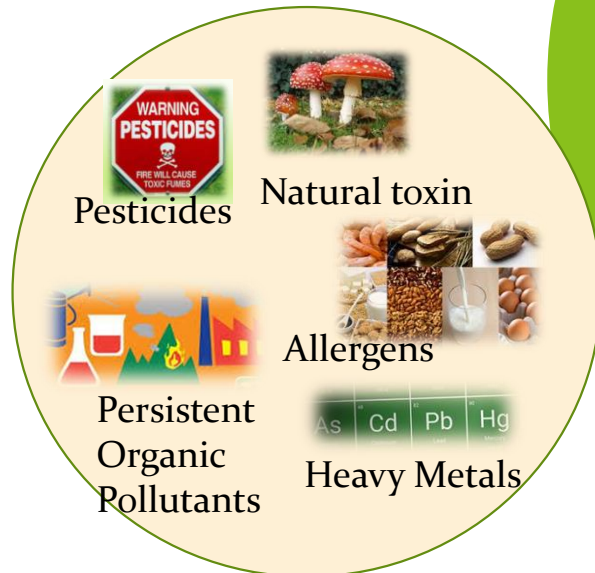 WARNING
PESTICIDES
FIRE WILL CAUSE
TOXIC FUMES
Pesticides
Natural toxin
Allergens
Persistent
Organic
Pollutants
As Cd Pb Hg
Heavy Metals